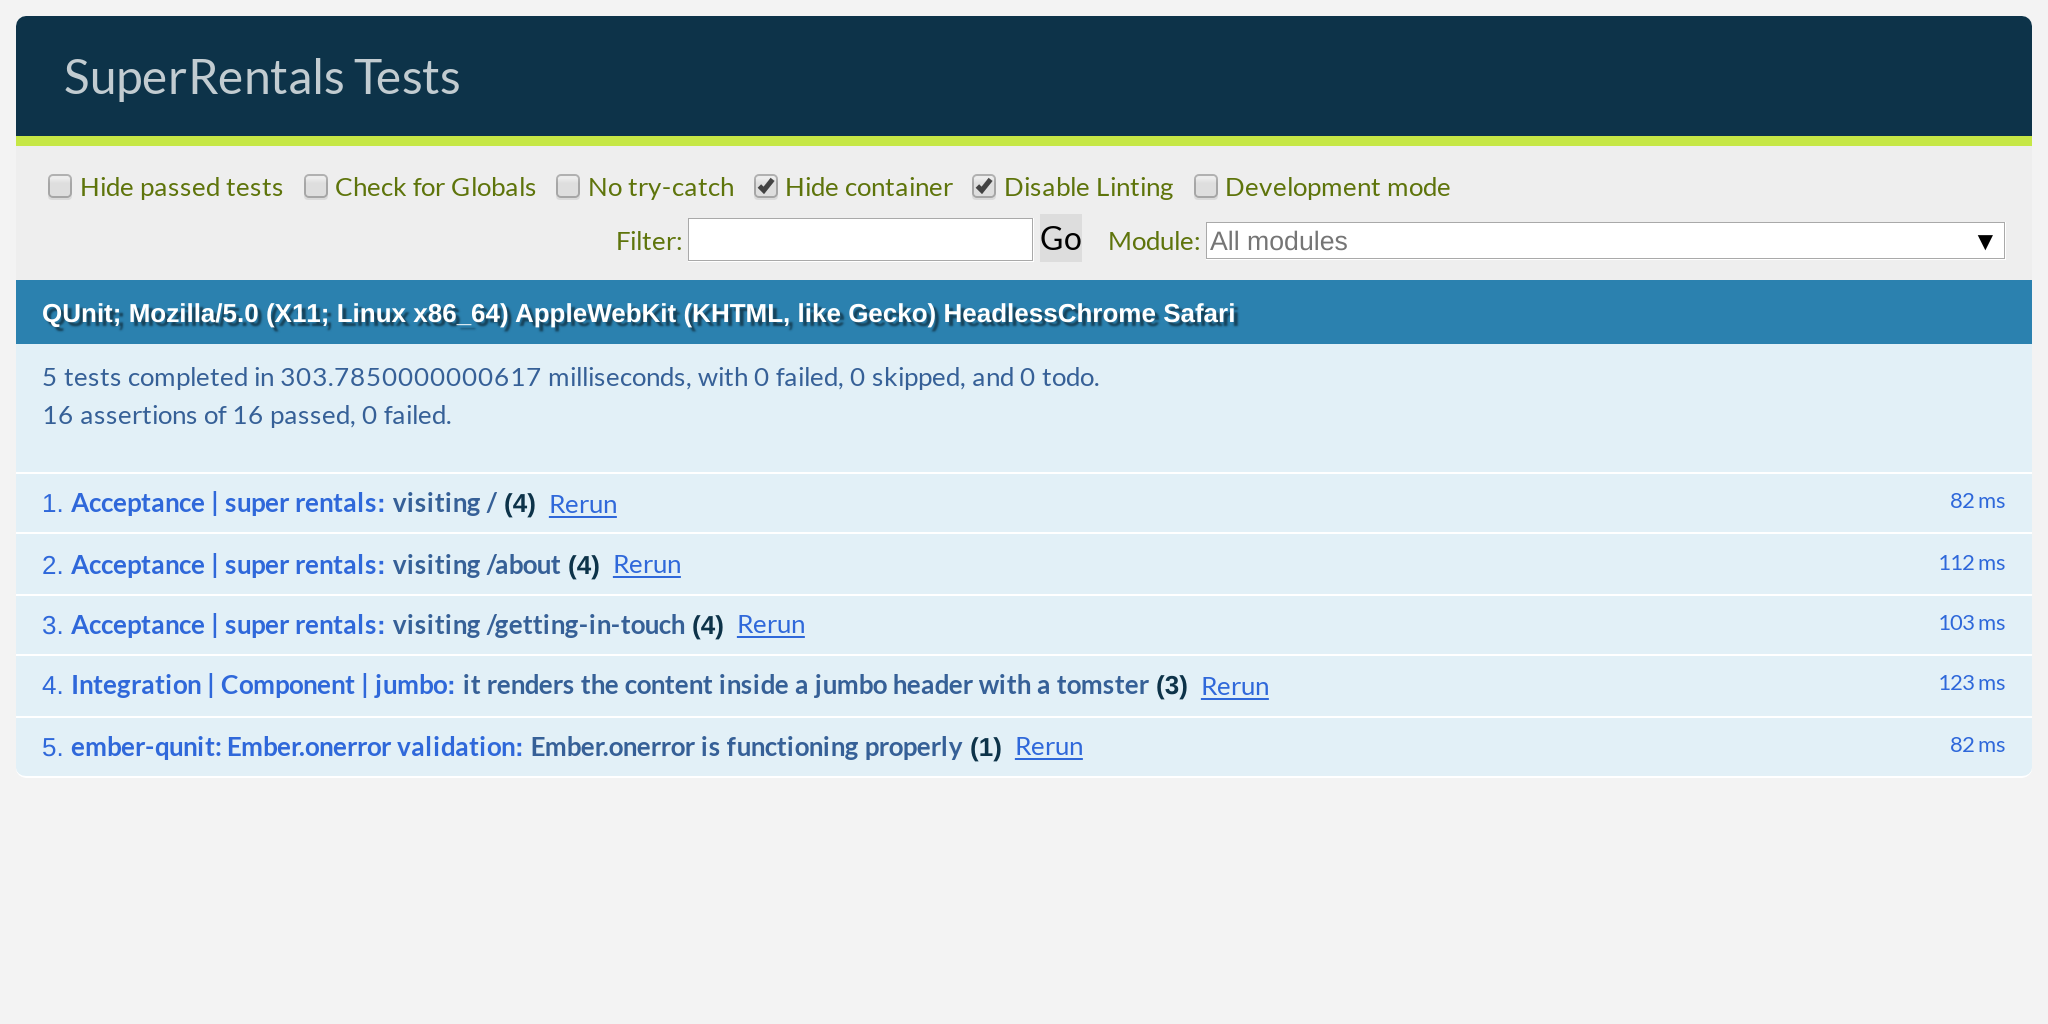 SuperRentals Tests
Hide passed tests Check for Globals No try-catch Hide container Disable Linting Development mode
Filter: Go Module: All modules ▼
QUnit; Mozilla/5.0 (X11; Linux x86_64) AppleWebKit (KHTML, like Gecko) HeadlessChrome Safari
5 tests completed in 303.7850000000617 milliseconds, with 0 failed, 0 skipped, and 0 todo.
16 assertions of 16 passed, 0 failed.
1. Acceptance | super rentals: visiting / (4) Rerun 82 ms
2. Acceptance | super rentals: visiting /about (4) Rerun 112 ms
3. Acceptance | super rentals: visiting /getting-in-touch (4) Rerun 103 ms
4. Integration | Component | jumbo: it renders the content inside a jumbo header with a tomster (3) Rerun 123 ms
5. ember-qunit: Ember.onerror validation: Ember.onerror is functioning properly (1) Rerun 82 ms